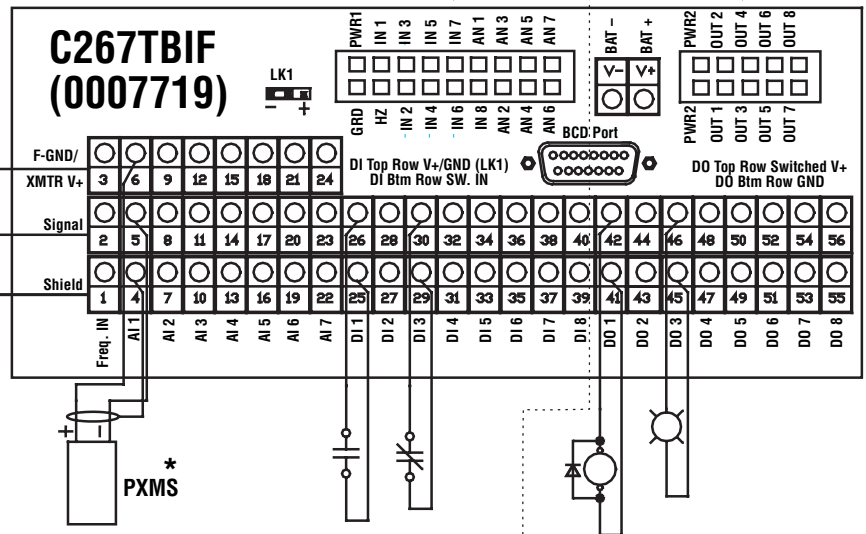 C267TBIF
(0007719)
LK1
- +
PWR1 IN 1 IN 3 IN 5 IN 7 AN 1 AN 3 AN 5 AN 7
GRD HZ IN 2 IN 4 IN 6 IN 8 AN 2 AN 4 AN 6
BAT - BAT +
V- V+
PWR2 OUT 2 OUT 4 OUT 6 OUT 8
PWR2 OUT 1 OUT 3 OUT 5 OUT 7
BCD Port
F-GND/
XMTR V+
3 6 9 12 15 18 21 24
DI Top Row V+/GND (LK1)
DI Btm Row SW. IN
DO Top Row Switched V+
DO Btm Row GND
Signal
2 5 8 11 14 17 20 23 26 28 30 32 34 36 38 40 42 44 46 48 50 52 54 56
Shield
1 4 7 10 13 16 19 22 25 27 29 31 33 35 37 39 41 43 45 47 49 51 53 55
Freq. IN AI 1 AI 2 AI 3 AI 4 AI 5 AI 6 AI 7 DI 1 DI 2 DI 3 DI 4 DI 5 DI 6 DI 7 DI 8 DO 1 DO 2 DO 3 DO 4 DO 5 DO 6 DO 7 DO 8
+ -
*
PXMS